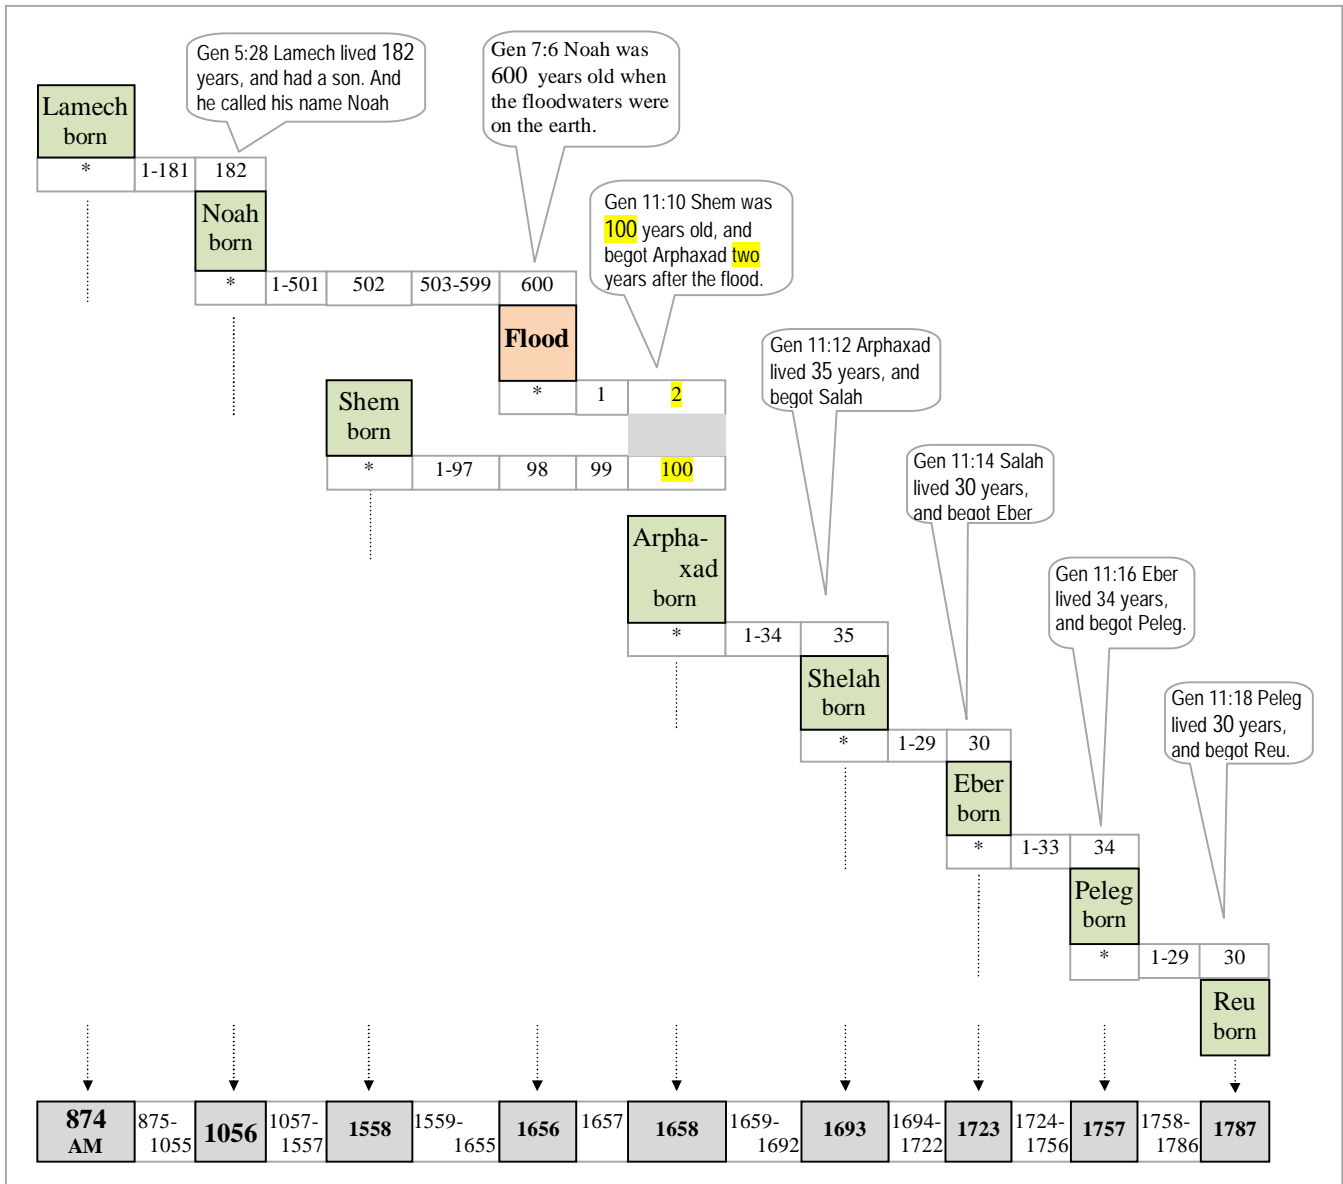 Gen 5:28 Lamech lived 182
years, and had a son. And
he called his name Noah
Gen 7:6 Noah was
600 years old when
the floodwaters were
on the earth.
Lamech
born
* 1-181 182
Noah
born
Gen 11:10 Shem was
100 years old, and
begot Arphaxad two
years after the flood.
* 1-501 502 503-599 600
Flood
Gen 11:12 Arphaxad
lived 35 years, and
begot Salah
* 1 2
Shem
born
* 1-97 98 99 100
Gen 11:14 Salah
lived 30 years,
and begot Eber
Arpha-
xad
born
Gen 11:16 Eber
lived 34 years,
and begot Peleg.
* 1-34 35
Shelah
born
Gen 11:18 Peleg
lived 30 years,
and begot Reu.
* 1-29 30
Eber
born
* 1-33 34
Peleg
born
* 1-29 30
Reu
born
874
AM
875-
1055
1056
1057-
1557
1558
1559-
1655
1656
1657
1658
1659-
1692
1693
1694-
1722
1723
1724-
1756
1757
1758-
1786
1787